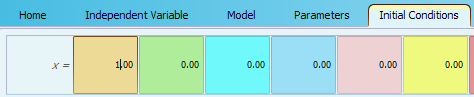 Home Independent Variable Model Parameters Initial Conditions
x = 1.00 0.00 0.00 0.00 0.00 0.00